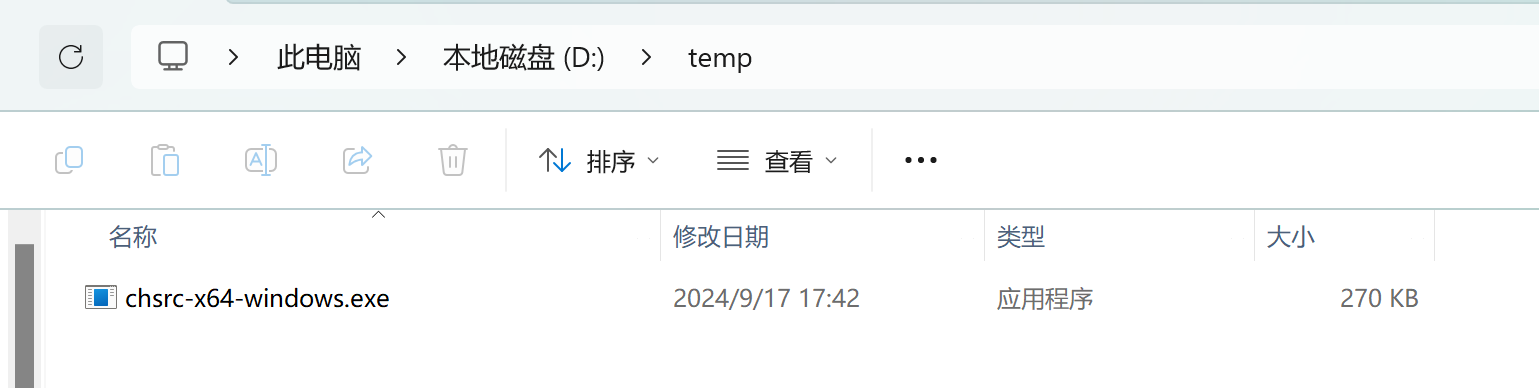 此电脑 本地磁盘 (D:) temp
排序 查看
名称 修改日期 类型 大小
chsrc-x64-windows.exe 2024/9/17 17:42 应用程序 270 KB